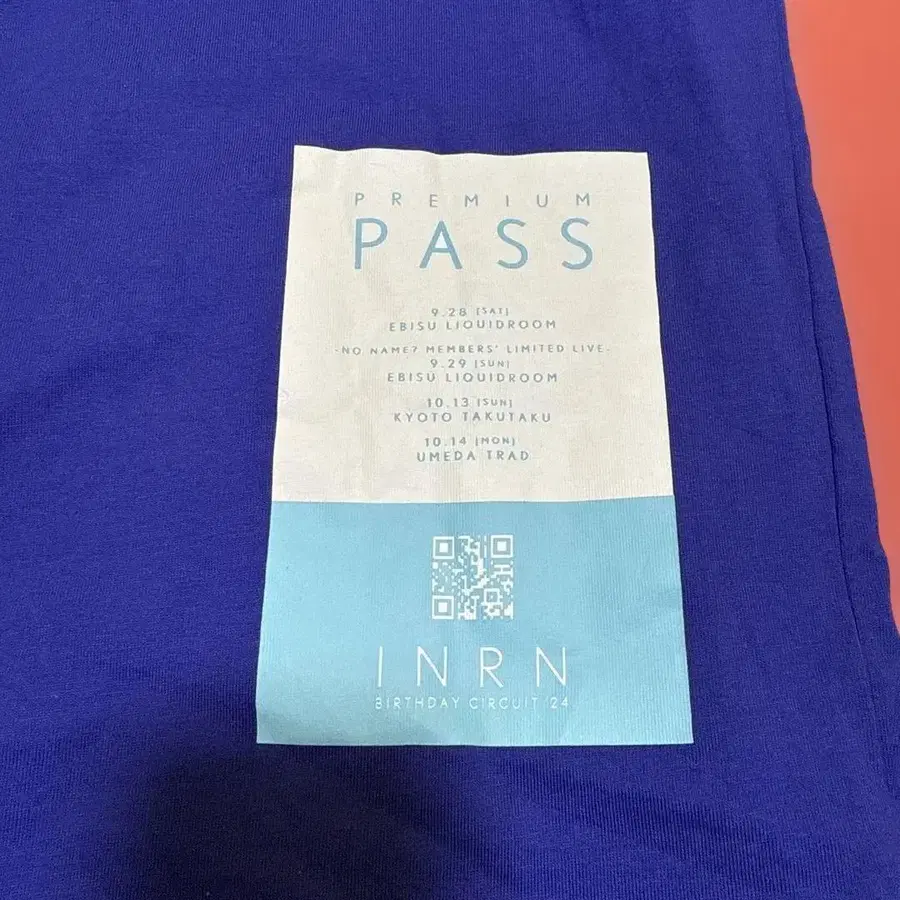 PREMIUM
PASS
9.28 [SAT]
EBISU LIQUIDROOM
-NO NAME? MEMBERS' LIMITED LIVE-
9.29 [SUN]
EBISU LIQUIDROOM
10.13 [SUN]
KYOTO TAKUTAKU
10.14 [MON]
UMEDA TRAD
INRN
BIRTHDAY CIRCUIT '24